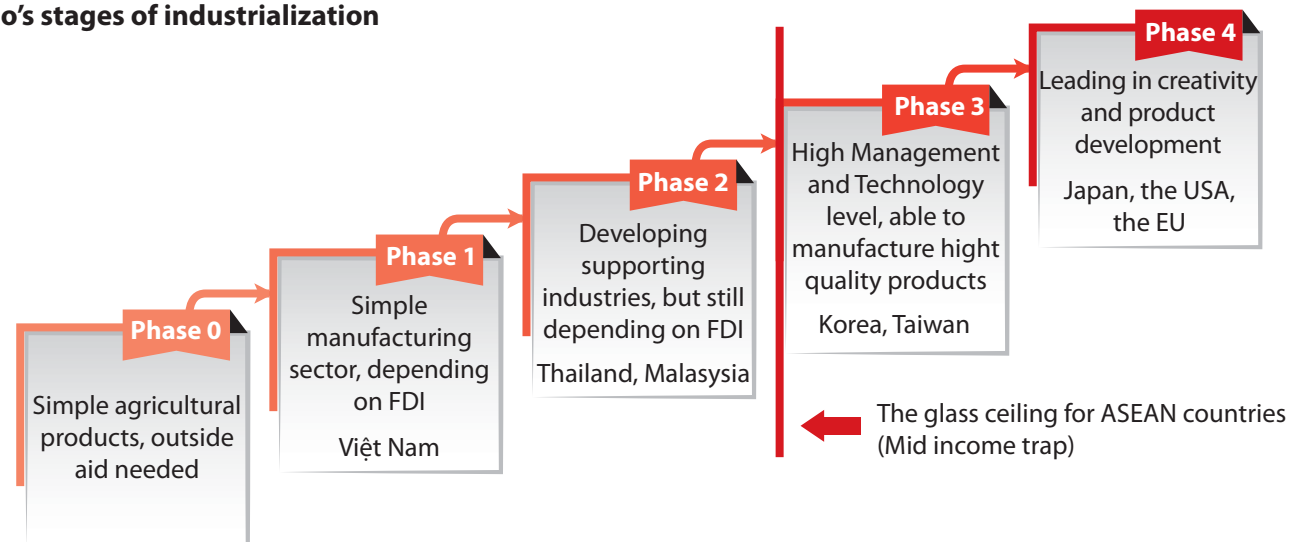 o's stages of industrialization
Phase 0
Simple agricultural
products, outside
aid needed
Phase 1
Simple
manufacturing
sector, depending
on FDI
Việt Nam
Phase 2
Developing
supporting
industries, but still
depending on FDI
Thailand, Malasysia
Phase 3
High Management
and Technology
level, able to
manufacture hight
quality products
Korea, Taiwan
Phase 4
Leading in creativity
and product
development
Japan, the USA,
the EU
The glass ceiling for ASEAN countries
(Mid income trap)